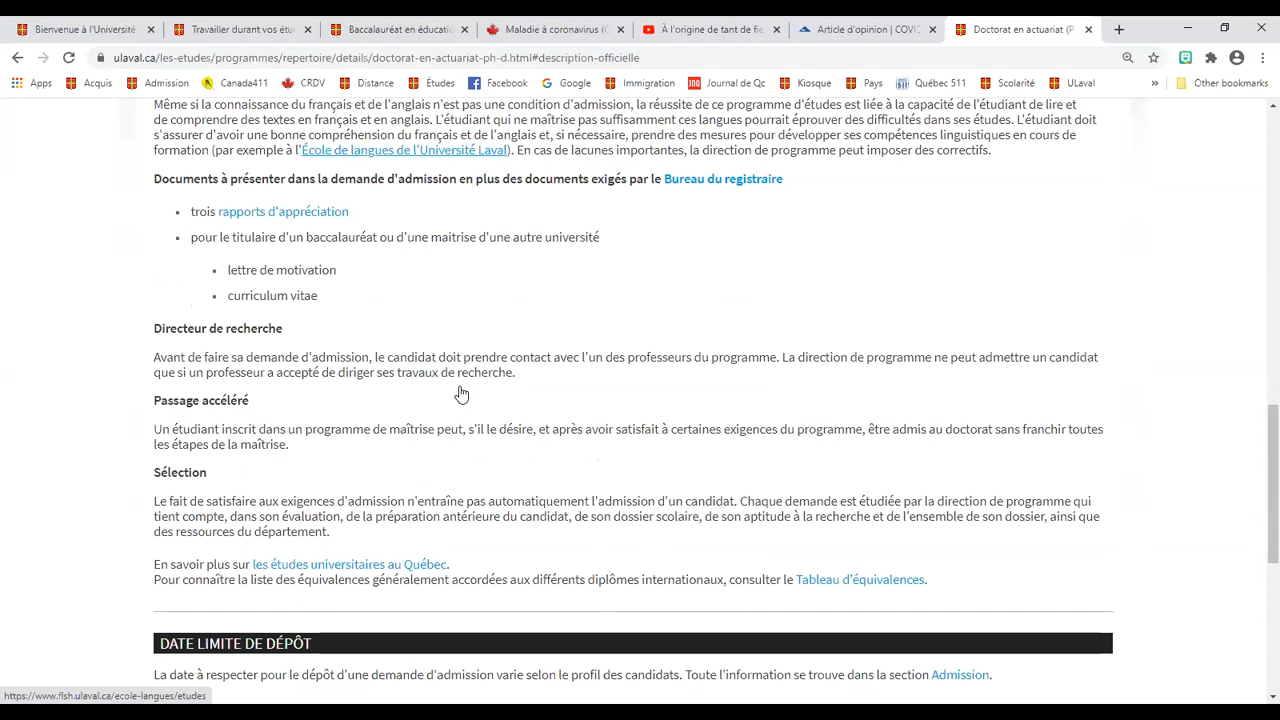 Bienvenue à l'Université
Travailler durant vos étu
Baccalauréat en éducatio
Maladie à coronavirus (C
À l'origine de tant de fie
Article d'opinion | COVI
Doctorat en actuariat (P
ulaval.ca/les-etudes/programmes/repertoire/details/doctorat-en-actuariat-ph-d.html#description-officielle
Apps Acquis Admission Canada411 CRDV Distance Études Facebook Google Immigration Journal de Qc Kiosque Pays Québec 511 Scolarité ULaval » Other bookmarks
Même si la connaissance du français et de l'anglais n'est pas une condition d'admission, la réussite de ce programme d'études est liée à la capacité de l'étudiant de lire et
de comprendre des textes en français et en anglais. L'étudiant qui ne maîtrise pas suffisamment ces langues pourrait éprouver des difficultés dans ses études. L'étudiant doit
s'assurer d'avoir une bonne compréhension du français et de l'anglais et, si nécessaire, prendre des mesures pour développer ses compétences linguistiques en cours de
formation (par exemple à l'École de langues de l'Université Laval). En cas de lacunes importantes, la direction de programme peut imposer des correctifs.
Documents à présenter dans la demande d'admission en plus des documents exigés par le Bureau du registraire
trois rapports d'appréciation
pour le titulaire d'un baccalauréat ou d'une maitrise d'une autre université
lettre de motivation
curriculum vitae
Directeur de recherche
Avant de faire sa demande d'admission, le candidat doit prendre contact avec l'un des professeurs du programme. La direction de programme ne peut admettre un candidat
que si un professeur a accepté de diriger ses travaux de recherche.
Passage accéléré
Un étudiant inscrit dans un programme de maîtrise peut, s'il le désire, et après avoir satisfait à certaines exigences du programme, être admis au doctorat sans franchir toutes
les étapes de la maîtrise.
Sélection
Le fait de satisfaire aux exigences d'admission n'entraîne pas automatiquement l'admission d'un candidat. Chaque demande est étudiée par la direction de programme qui
tient compte, dans son évaluation, de la préparation antérieure du candidat, de son dossier scolaire, de son aptitude à la recherche et de l'ensemble de son dossier, ainsi que
des ressources du département.
En savoir plus sur les études universitaires au Québec.
Pour connaître la liste des équivalences généralement accordées aux différents diplômes internationaux, consulter le Tableau d'équivalences.
DATE LIMITE DE DÉPÔT
La date à respecter pour le dépôt d'une demande d'admission varie selon le profil des candidats. Toute l'information se trouve dans la section Admission.
https://www.flsh.ulaval.ca/ecole-langues/etudes